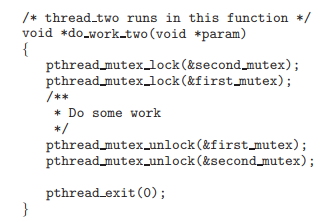 /* thread_two runs in this function */
void *do_work_two(void *param)
{
    pthread_mutex_lock(&second_mutex);
    pthread_mutex_lock(&first_mutex);
    /**
     * Do some work
     */
    pthread_mutex_unlock(&first_mutex);
    pthread_mutex_unlock(&second_mutex);

    pthread_exit(0);
}